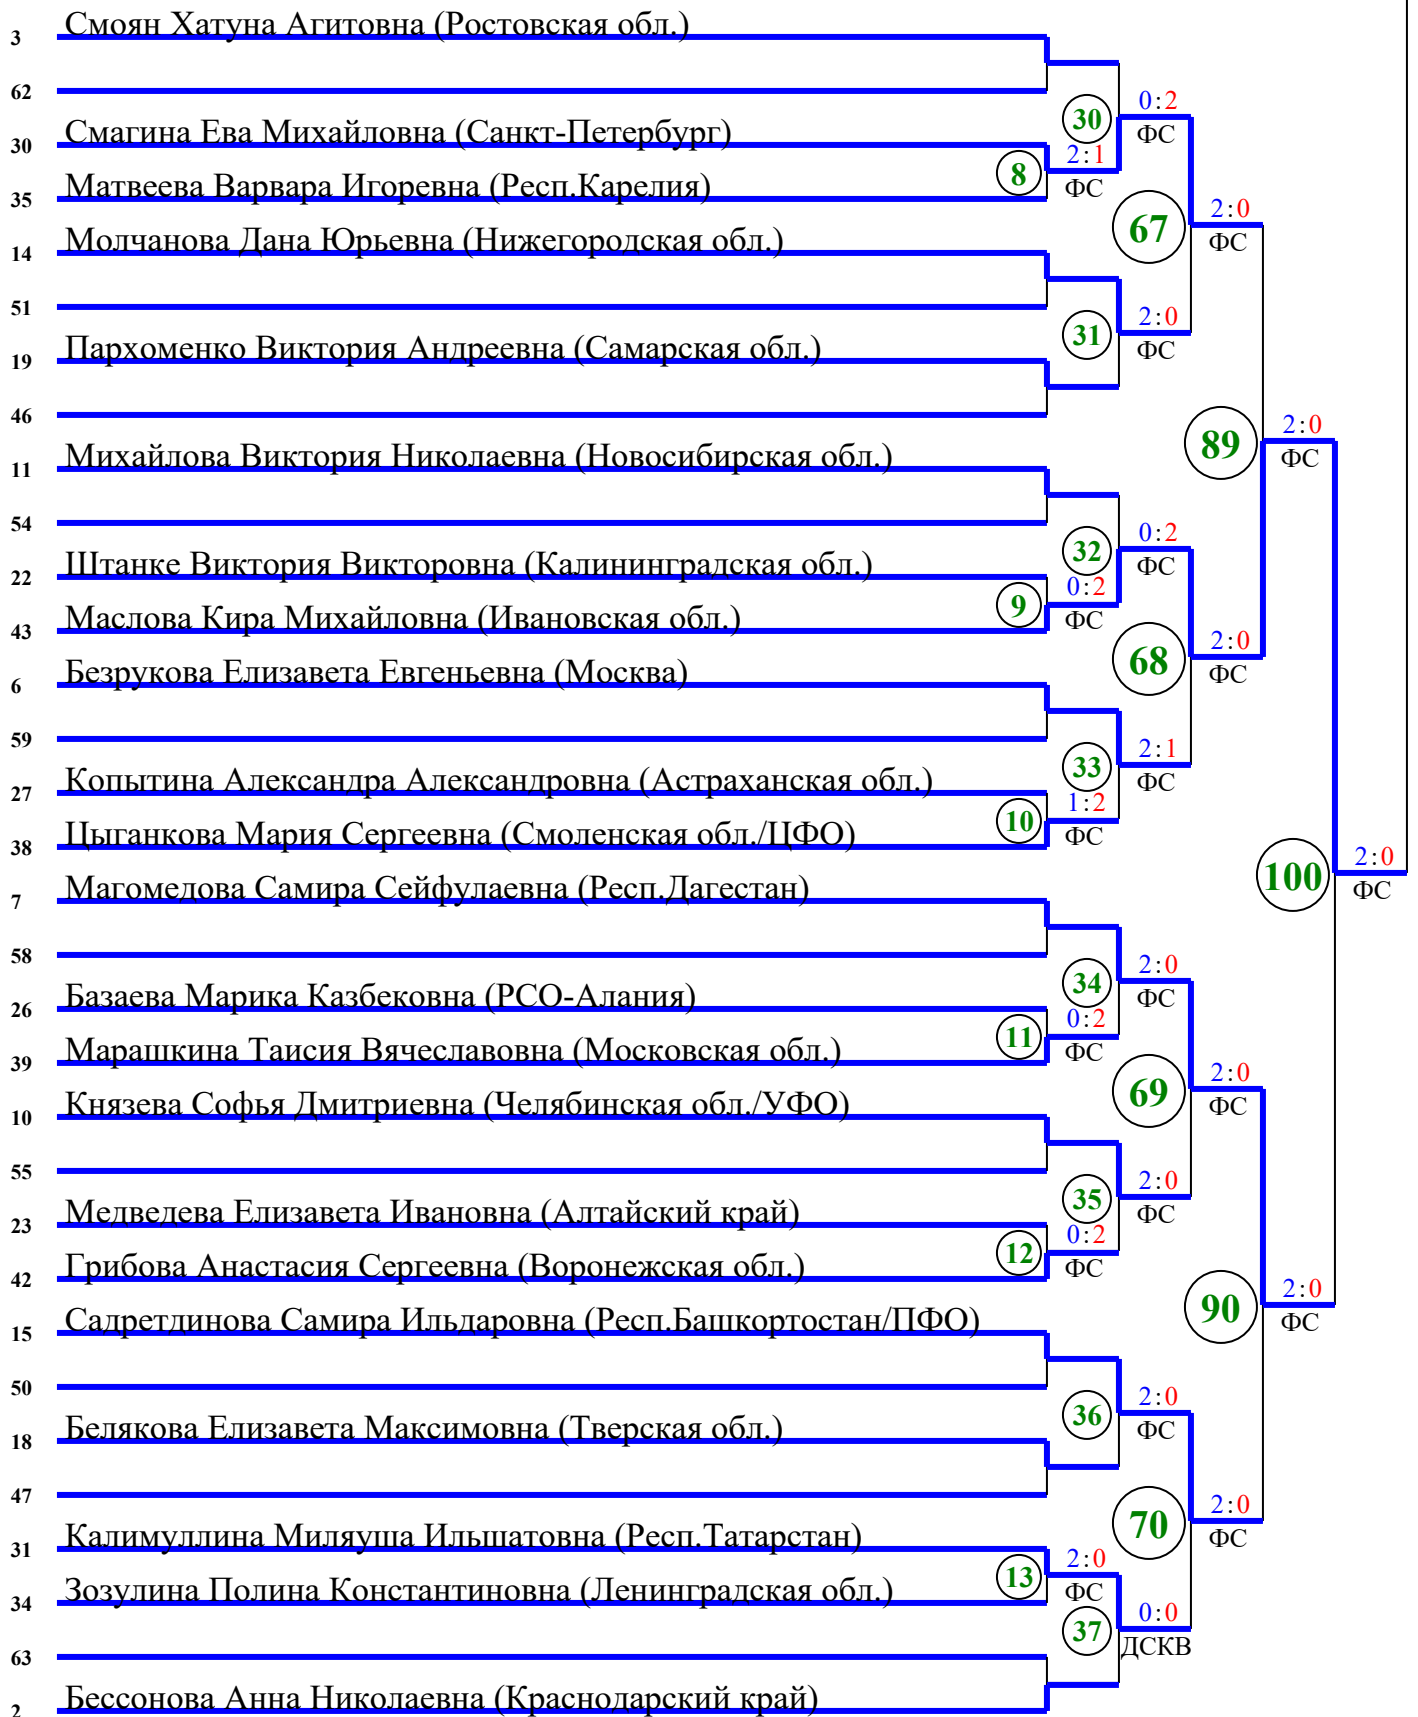 3 Смоян Хатуна Агитовна (Ростовская обл.)
62
30 0:2
ФС
30 Смагина Ева Михайловна (Санкт-Петербург)
8 2:1
ФС
35 Матвеева Варвара Игоревна (Респ.Карелия)
67 2:0
ФС
14 Молчанова Дана Юрьевна (Нижегородская обл.)
51
31 2:0
ФС
19 Пархоменко Виктория Андреевна (Самарская обл.)
46
89 2:0
ФС
11 Михайлова Виктория Николаевна (Новосибирская обл.)
54
32 0:2
ФС
22 Штанке Виктория Викторовна (Калининградская обл.)
9 0:2
ФС
43 Маслова Кира Михайловна (Ивановская обл.)
68 2:0
ФС
6 Безрукова Елизавета Евгеньевна (Москва)
59
33 2:1
ФС
27 Копытина Александра Александровна (Астраханская обл.)
10 1:2
ФС
38 Цыганкова Мария Сергеевна (Смоленская обл./ЦФО)
100 2:0
ФС
7 Магомедова Самира Сейфулаевна (Респ.Дагестан)
58
34 2:0
ФС
26 Базаева Марика Казбековна (РСО-Алания)
11 0:2
ФС
39 Марашкина Таисия Вячеславовна (Московская обл.)
69 2:0
ФС
10 Князева Софья Дмитриевна (Челябинская обл./УФО)
55
35 2:0
ФС
23 Медведева Елизавета Ивановна (Алтайский край)
12 0:2
ФС
42 Грибова Анастасия Сергеевна (Воронежская обл.)
90 2:0
ФС
15 Садретдинова Самира Ильдаровна (Респ.Башкортостан/ПФО)
50
36 2:0
ФС
18 Белякова Елизавета Максимовна (Тверская обл.)
47
70 2:0
ФС
31 Калимуллина Миляуша Ильшатовна (Респ.Татарстан)
13 2:0
ФС
34 Зозулина Полина Константиновна (Ленинградская обл.)
37 0:0
ДСКВ
63
2 Бессонова Анна Николаевна (Краснодарский край)